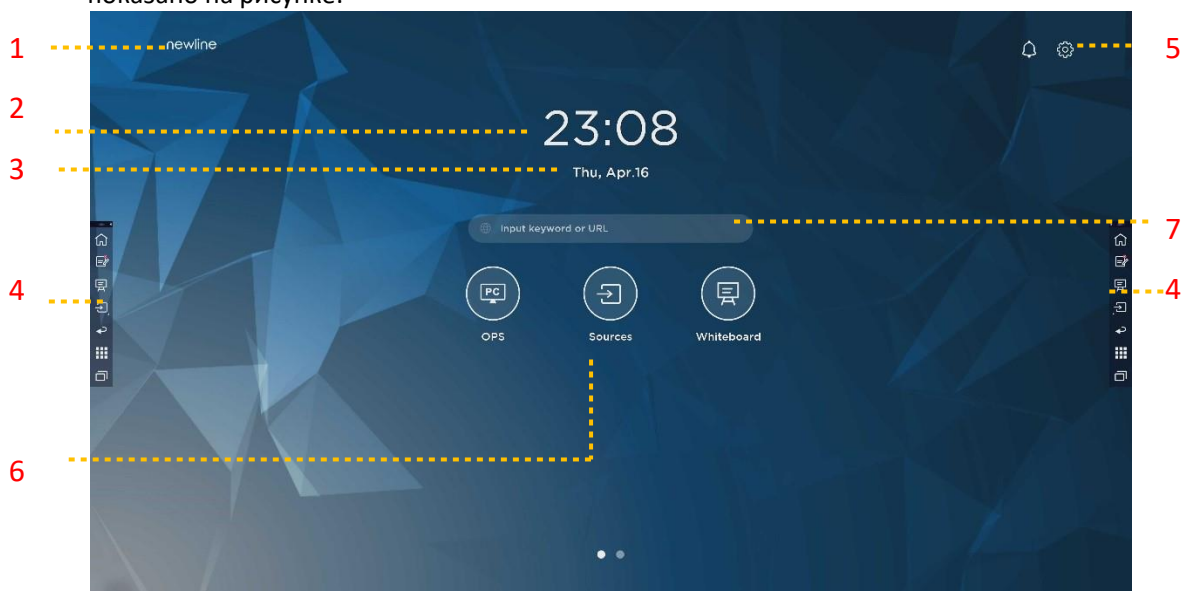 показано на рисунке.
1
newline
5
2
23:08
3
Thu, Apr.16
Input keyword or URL
7
4
4
PC
OPS
Sources
Whiteboard
6